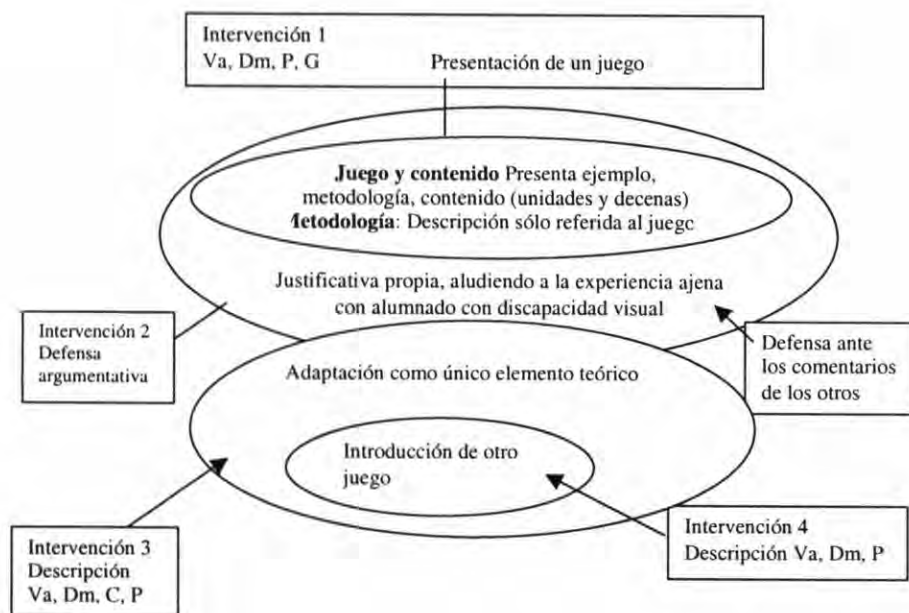 Intervención 1
Va, Dm, P, G Presentación de un juego
Juego y contenido Presenta ejemplo,
metodología, contenido (unidades y decenas)
Metodología: Descripción sólo referida al juego
Justificativa propia, aludiendo a la experiencia ajena
con alumnado con discapacidad visual
Intervención 2
Defensa
argumentativa
Defensa ante
los comentarios
de los otros
Adaptación como único elemento teórico
Introducción de otro
juego
Intervención 3
Descripción
Va, Dm, C, P
Intervención 4
Descripción Va, Dm, P